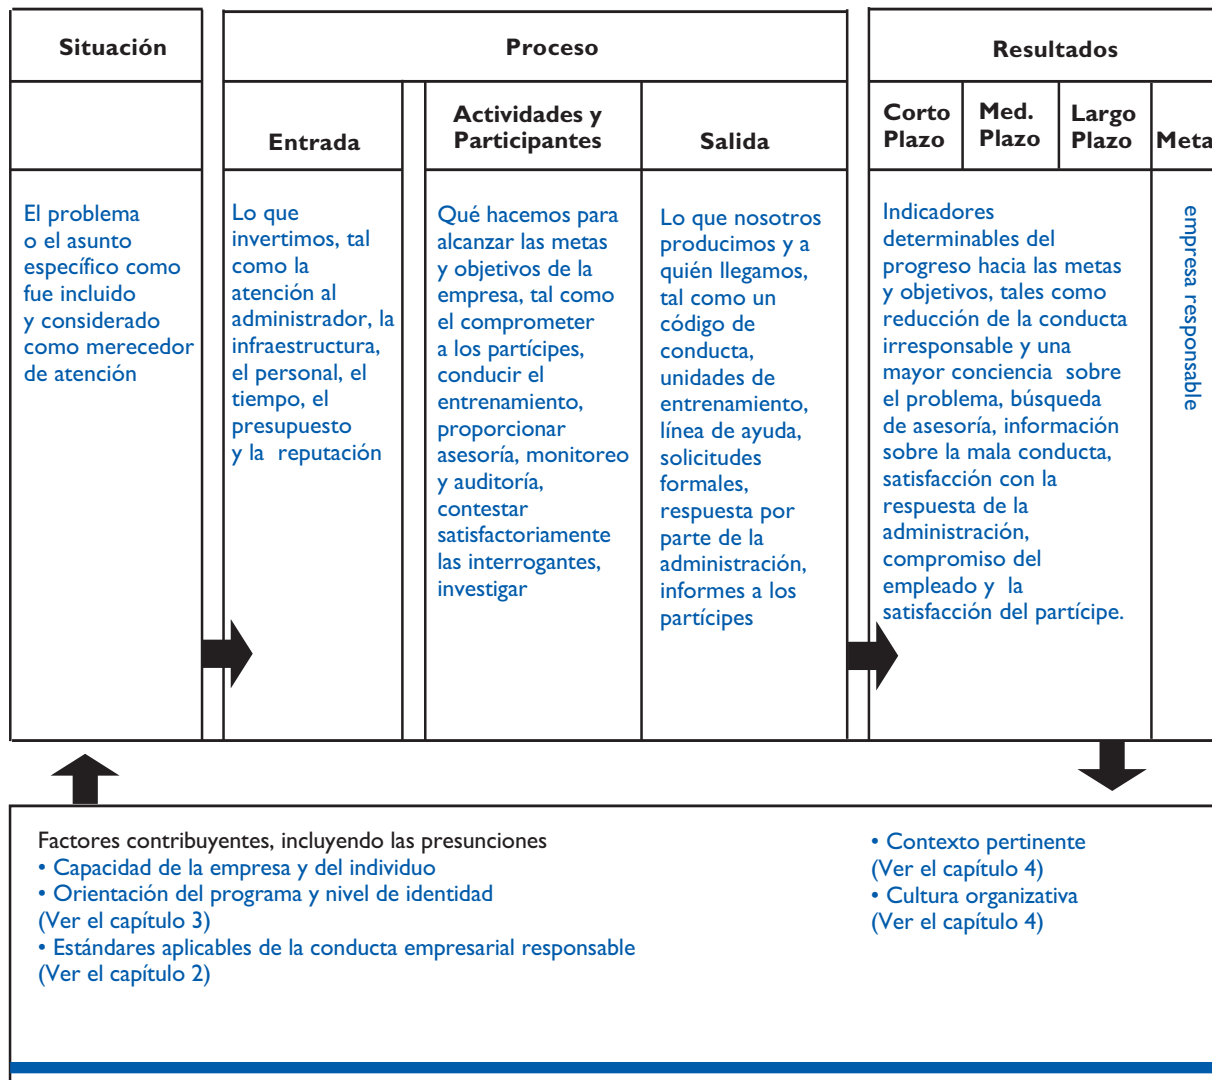 Situación
Proceso
Resultados
Entrada
Actividades y
Participantes
Salida
Corto
Plazo
Med.
Plazo
Largo
Plazo
Meta
El problema
o el asunto
específico como
fue incluido
y considerado
como merecedor
de atención
Lo que
invertimos, tal
como la
atención al
administrador, la
infraestructura,
el personal, el
tiempo, el
presupuesto
y la reputación
Qué hacemos para
alcanzar las metas
y objetivos de la
empresa, tal como
el comprometer
a los partícipes,
conducir el
entrenamiento,
proporcionar
asesoría, monitoreo
y auditoría,
contestar
satisfactoriamente
las interrogantes,
investigar
Lo que nosotros
producimos y a
quién llegamos,
tal como un
código de
conducta,
unidades de
entrenamiento,
línea de ayuda,
solicitudes
formales,
respuesta por
parte de la
administración,
informes a los
partícipes
Indicadores
determinables del
progreso hacia las metas
y objetivos, tales como
reducción de la conducta
irresponsable y una
mayor conciencia sobre
el problema, búsqueda
de asesoría, información
sobre la mala conducta,
satisfacción con la
respuesta de la
administración,
compromiso del
empleado y la
satisfacción del partícipe.
empresa responsable
Factores contribuyentes, incluyendo las presunciones
• Capacidad de la empresa y del individuo
• Orientación del programa y nivel de identidad
(Ver el capítulo 3)
• Estándares aplicables de la conducta empresarial responsable
(Ver el capítulo 2)
• Contexto pertinente
(Ver el capítulo 4)
• Cultura organizativa
(Ver el capítulo 4)